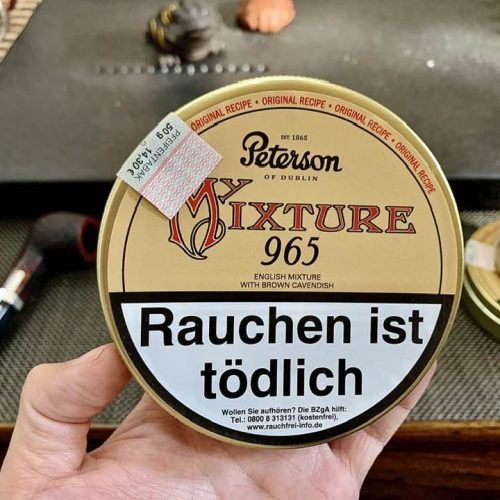 ORIGINAL RECIPE • ORIGINAL RECIPE • ORIGINAL RECIPE • ORIGINAL RECIPE
PFEIFENTABAK
50 g 14,30 €
EST. 1865
Peterson
OF DUBLIN
MY MIXTURE
965
ENGLISH MIXTURE
WITH BROWN CAVENDISH
Rauchen ist
tödlich
Wollen Sie aufhören? Die BZgA hilft:
Tel.: 0800 8 313131 (kostenfrei),
www.rauchfrei-info.de